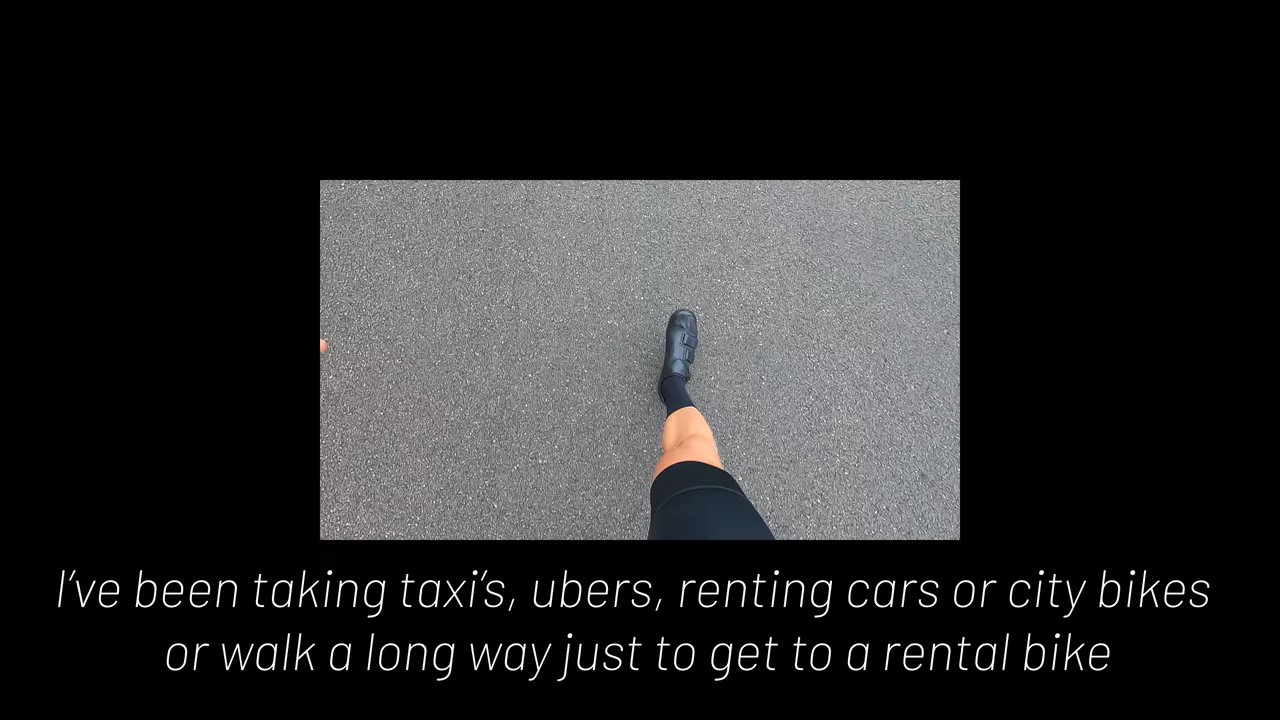 I've been taking taxi's, ubers, renting cars or city bikes
or walk a long way just to get to a rental bike